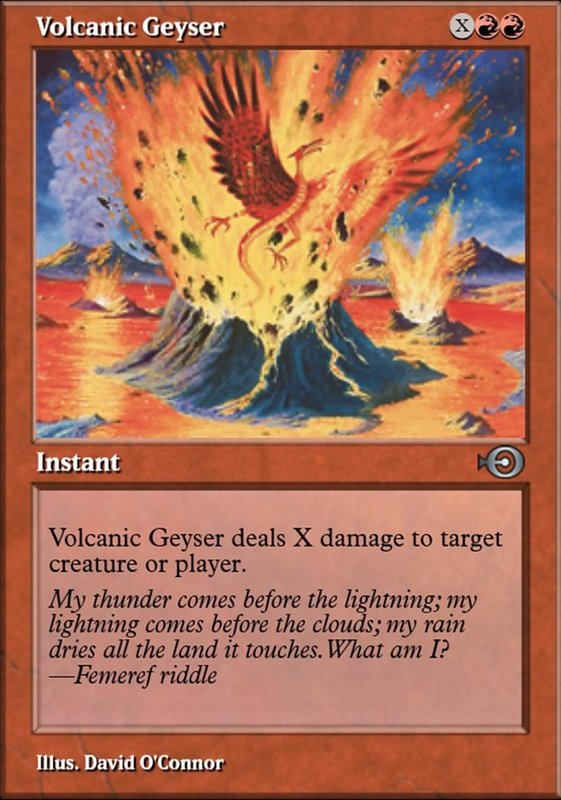 Volcanic Geyser X
Instant
Volcanic Geyser deals X damage to target
creature or player.
My thunder comes before the lightning; my
lightning comes before the clouds; my rain
dries all the land it touches. What am I?
—Femeref riddle
Illus. David O'Connor